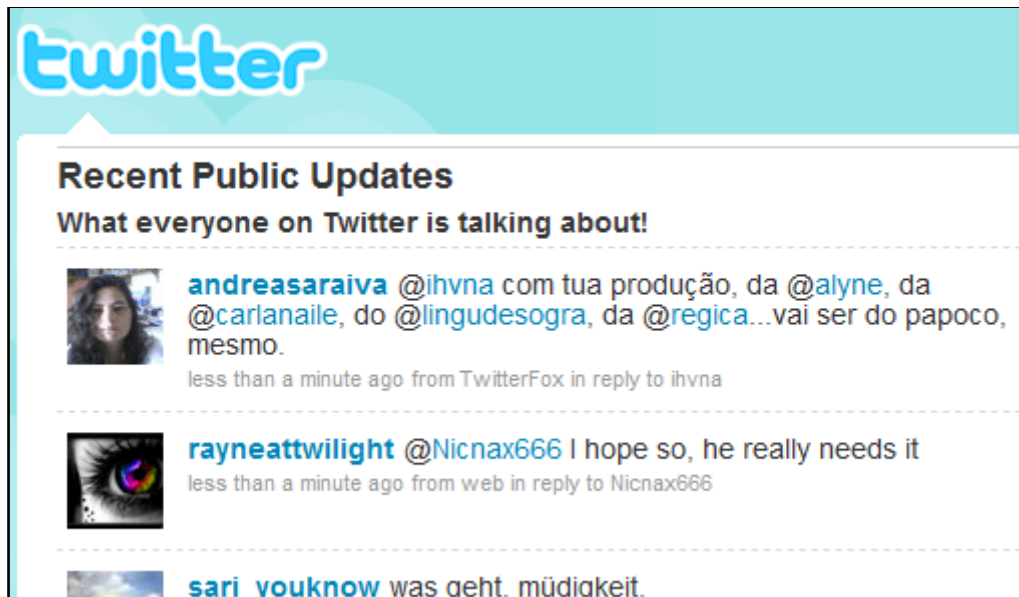 twitter
Recent Public Updates
What everyone on Twitter is talking about!
andreasaraiva @ihvna com tua produção, da @alyne, da
@carlanaile, do @lingudesogra, da @regica...vai ser do papoco,
mesmo.
less than a minute ago from TwitterFox in reply to ihvna
rayneattwilight @Nicnax666 I hope so, he really needs it
less than a minute ago from web in reply to Nicnax666
sari_youknow was geht, müdigkeit.